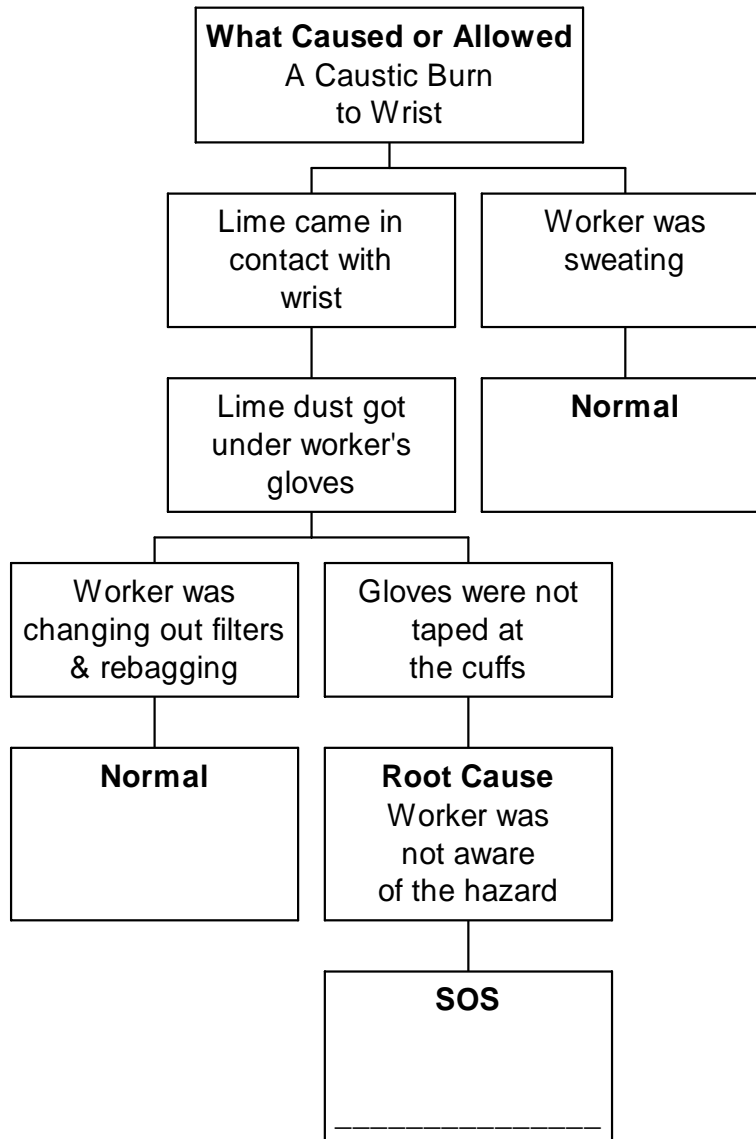 What Caused or Allowed
A Caustic Burn
to Wrist
Lime came in
contact with
wrist
Worker was
sweating
Lime dust got
under worker's
gloves
Normal
Worker was
changing out filters
& rebagging
Gloves were not
taped at
the cuffs
Normal
Root Cause
Worker was
not aware
of the hazard
SOS
_______________